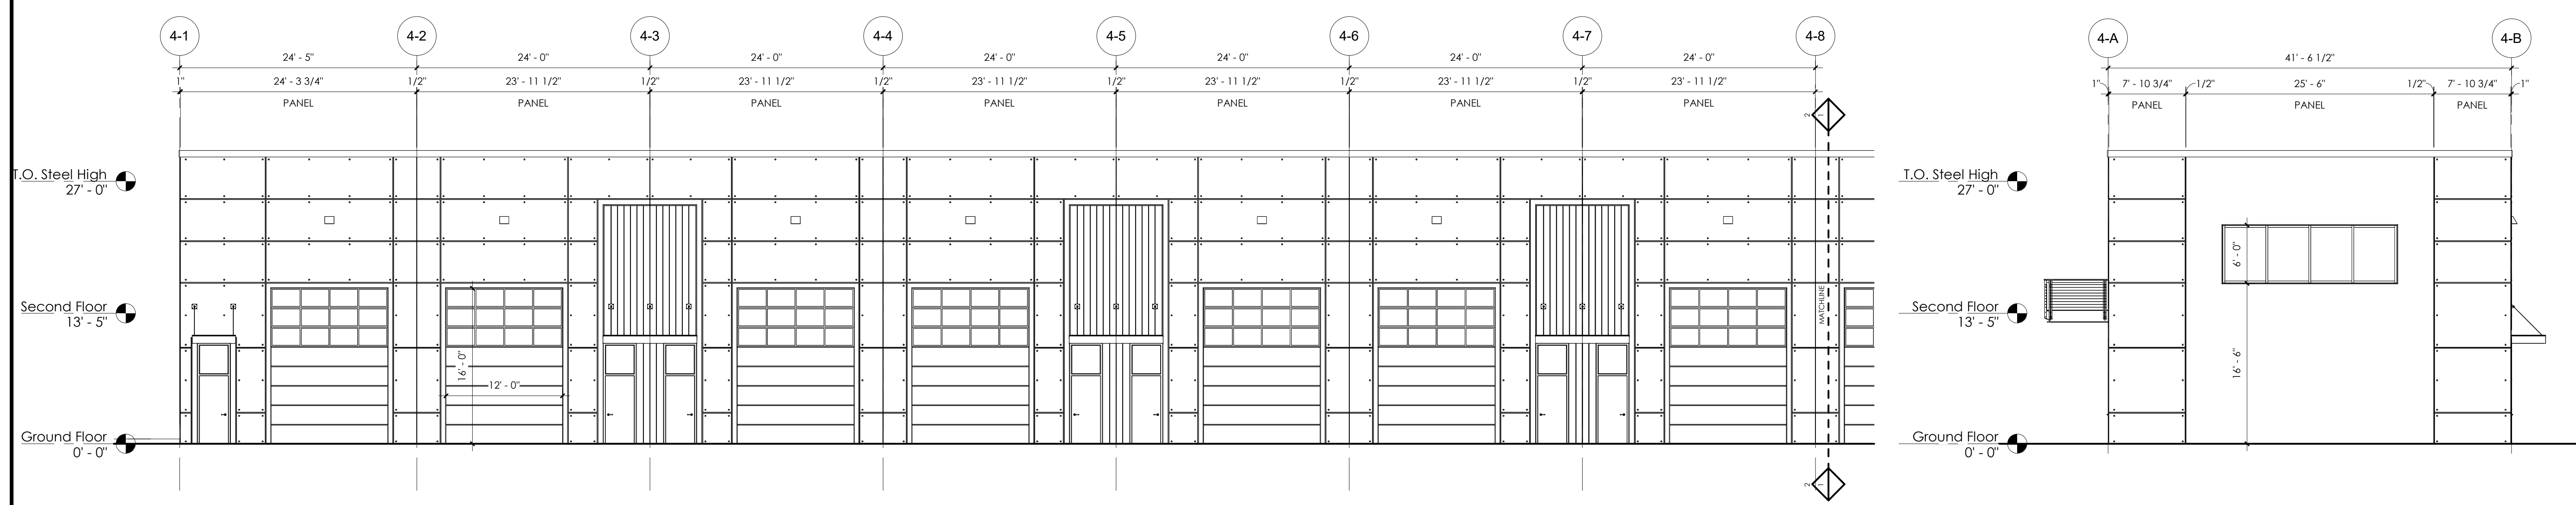 4-1 4-2 4-3 4-4 4-5 4-6 4-7 4-8
24' - 5" 24' - 0" 24' - 0" 24' - 0" 24' - 0" 24' - 0" 24' - 0"
1" 24' - 3 3/4" 1/2" 23' - 11 1/2" 1/2" 23' - 11 1/2" 1/2" 23' - 11 1/2" 1/2" 23' - 11 1/2" 1/2" 23' - 11 1/2" 1/2" 23' - 11 1/2"
PANEL PANEL PANEL PANEL PANEL PANEL PANEL
2
1
T.O. Steel High
27' - 0"
Second Floor
13' - 5"
MATCHLINE
16' - 0"
12' - 0"
Ground Floor
0' - 0"
2
1
4-A 4-B
41' - 6 1/2"
1" 7' - 10 3/4" 1/2" 25' - 6" 1/2" 7' - 10 3/4" 1"
PANEL PANEL PANEL
T.O. Steel High
27' - 0"
6' - 0"
Second Floor
13' - 5"
16' - 6"
Ground Floor
0' - 0"